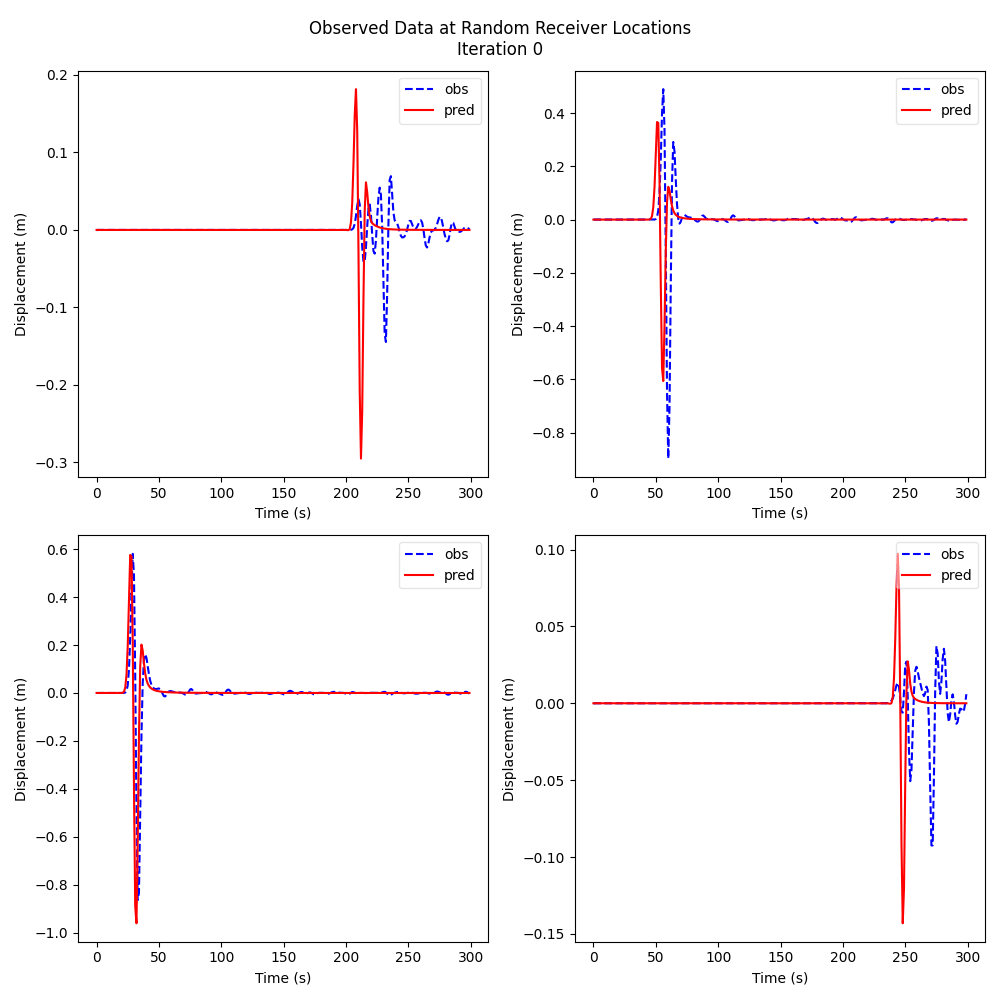 Observed Data at Random Receiver Locations
Iteration 0
0.2
0.1
0.0
−0.1
−0.2
−0.3
Displacement (m)
obs
pred
0 50 100 150 200 250 300
Time (s)
0.4
0.2
0.0
−0.2
−0.4
−0.6
−0.8
Displacement (m)
obs
pred
0 50 100 150 200 250 300
Time (s)
0.6
0.4
0.2
0.0
−0.2
−0.4
−0.6
−0.8
−1.0
Displacement (m)
obs
pred
0 50 100 150 200 250 300
Time (s)
0.10
0.05
0.00
−0.05
−0.10
−0.15
Displacement (m)
obs
pred
0 50 100 150 200 250 300
Time (s)